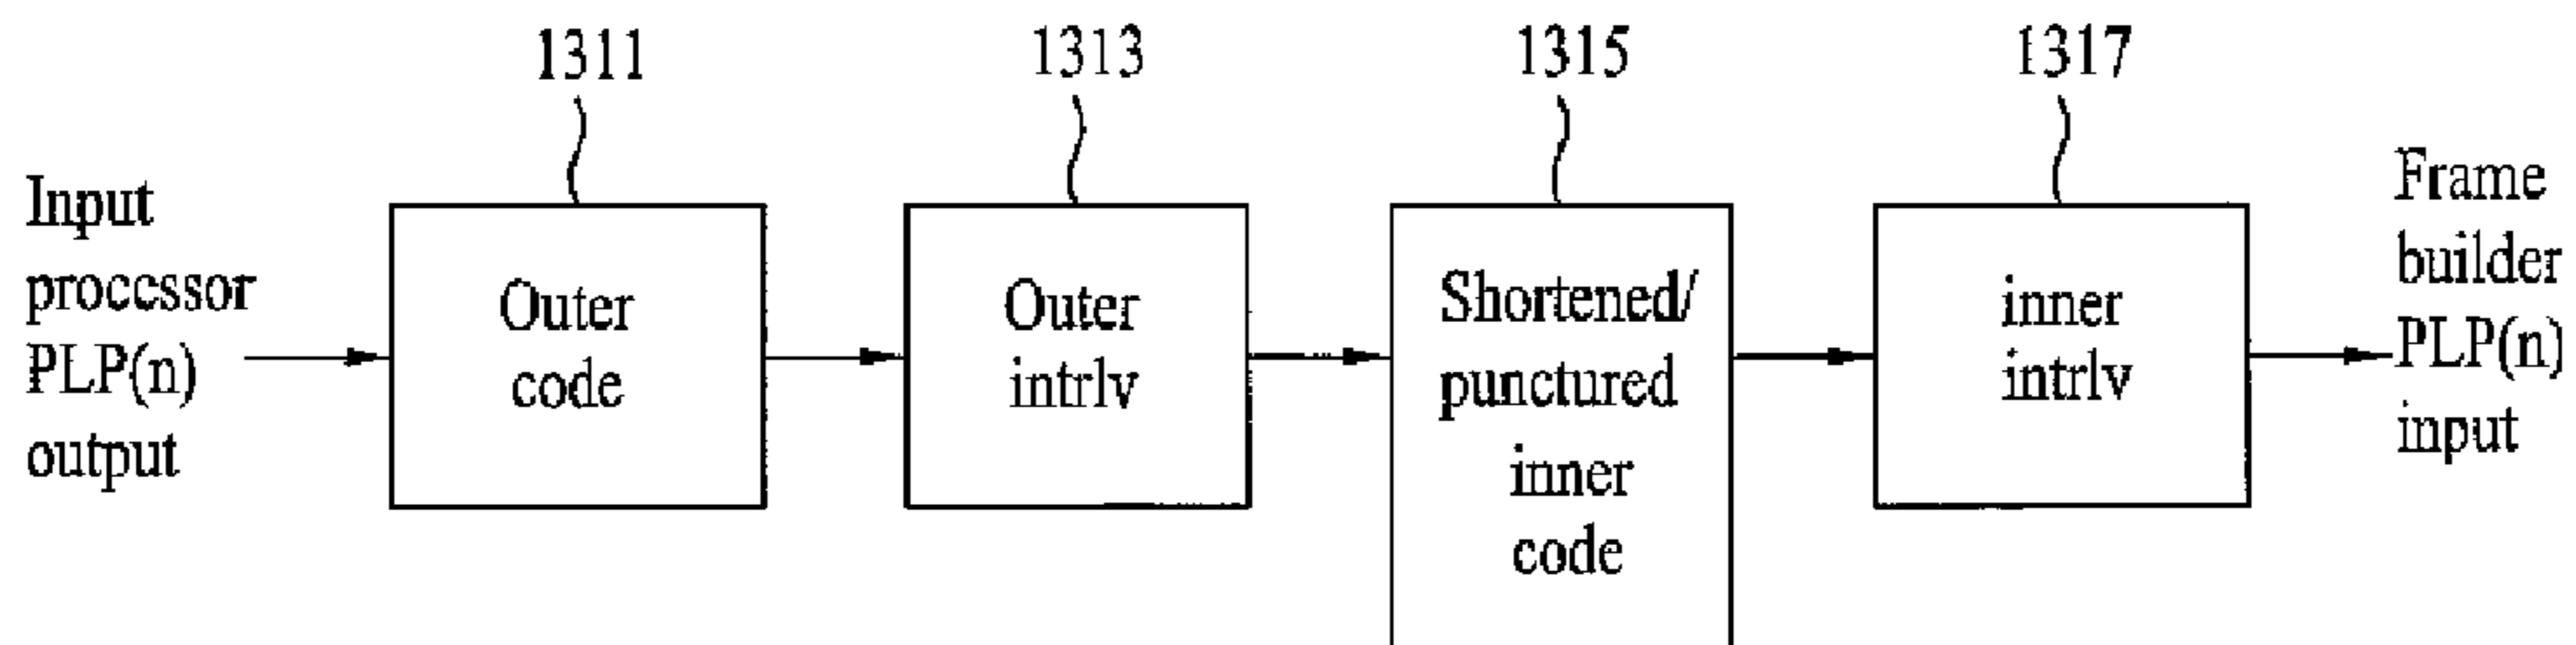 1311
1313
1315
1317
Input
processor
PLP(n)
output
Outer
code
Outer
intrlv
Shortened/
punctured
inner
code
inner
intrlv
Frame
builder
PLP(n)
input